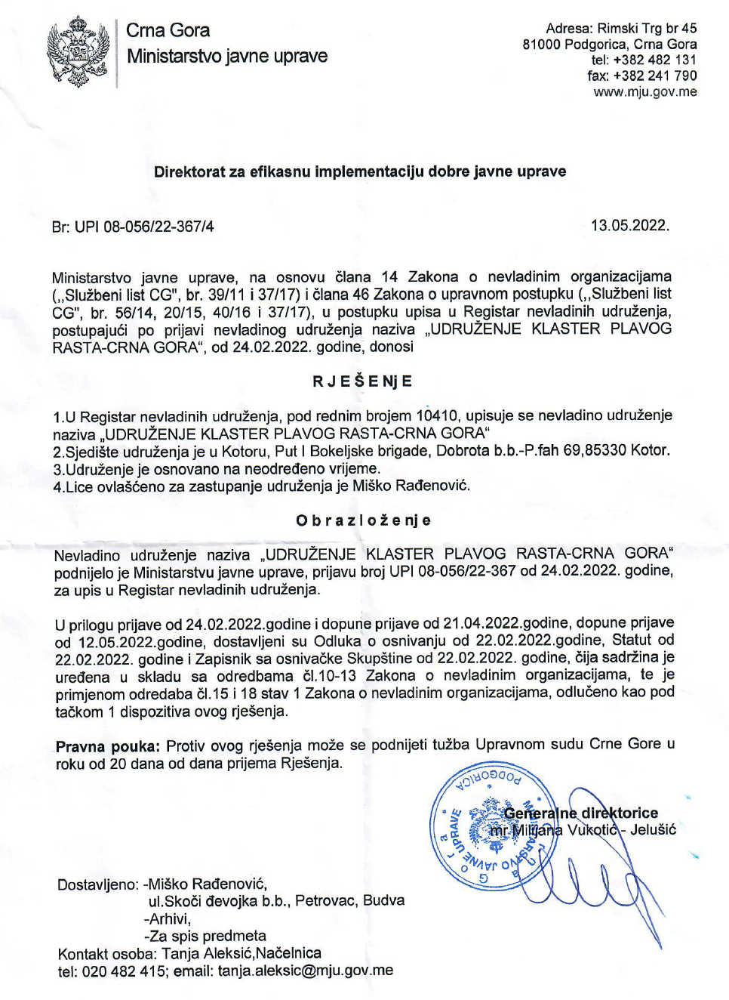 Crna Gora
Ministarstvo javne uprave
Adresa: Rimski Trg br 45
81000 Podgorica, Crna Gora
tel: +382 482 131
fax: +382 241 790
www.mju.gov.me
Direktorat za efikasnu implementaciju dobre javne uprave
Br: UPI 08-056/22-367/4
13.05.2022.
Ministarstvo javne uprave, na osnovu člana 14 Zakona o nevladinim organizacijama
(,,Službeni list CG", br. 39/11 i 37/17) i člana 46 Zakona o upravnom postupku (,,Službeni list
CG", br. 56/14, 20/15, 40/16 i 37/17), u postupku upisa u Registar nevladinih udruženja,
postupajući po prijavi nevladinog udruženja naziva „UDRUŽENJE KLASTER PLAVOG
RASTA-CRNA GORA“, od 24.02.2022. godine, donosi
R J E Š E Nj E
1.U Registar nevladinih udruženja, pod rednim brojem 10410, upisuje se nevladino udruženje
naziva „UDRUŽENJE KLASTER PLAVOG RASTA-CRNA GORA“
2.Sjedište udruženja je u Kotoru, Put I Bokeljske brigade, Dobrota b.b.-P.fah 69,85330 Kotor.
3.Udruženje je osnovano na neodređeno vrijeme.
4.Lice ovlašćeno za zastupanje udruženja je Miško Rađenović.
O b r a z l o ž e nj e
Nevladino udruženje naziva „UDRUŽENJE KLASTER PLAVOG RASTA-CRNA GORA“
podnijelo je Ministarstvu javne uprave, prijavu broj UPI 08-056/22-367 od 24.02.2022. godine,
za upis u Registar nevladinih udruženja.
U prilogu prijave od 24.02.2022.godine i dopune prijave od 21.04.2022.godine, dopune prijave
od 12.05.2022.godine, dostavljeni su Odluka o osnivanju od 22.02.2022.godine, Statut od
22.02.2022. godine i Zapisnik sa osnivačke Skupštine od 22.02.2022. godine, čija sadržina je
uređena u skladu sa odredbama čl.10-13 Zakona o nevladinim organizacijama, te je
primjenom odredaba čl.15 i 18 stav 1 Zakona o nevladinim organizacijama, odlučeno kao pod
tačkom 1 dispozitiva ovog rješenja.
Pravna pouka: Protiv ovog rješenja može se podnijeti tužba Upravnom sudu Crne Gore u
roku od 20 dana od dana prijema Rješenja.
Generalne direktorice
mr Milijana Vukotić - Jelušić
Crna Gora
MINISTARSTVO JAVNE UPRAVE
PODGORICA
Dostavljeno: -Miško Rađenović,
ul.Skoči đevojka b.b., Petrovac, Budva
-Arhivi,
-Za spis predmeta
Kontakt osoba: Tanja Aleksić,Načelnica
tel: 020 482 415; email: tanja.aleksic@mju.gov.me